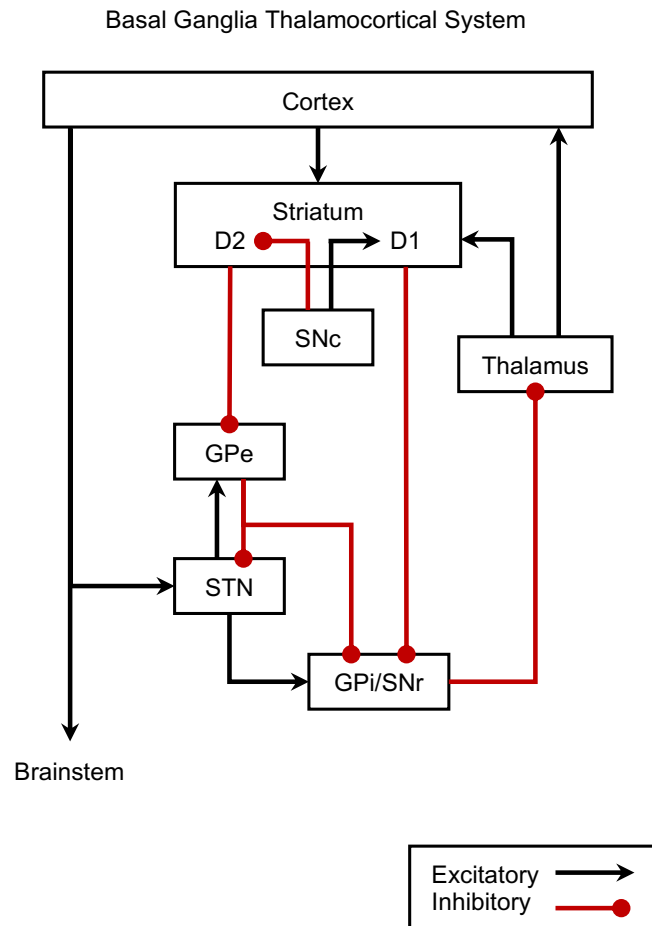 Basal Ganglia Thalamocortical System
Cortex
Striatum
D2 D1
SNc
Thalamus
GPe
STN
GPi/SNr
Brainstem
Excitatory
Inhibitory